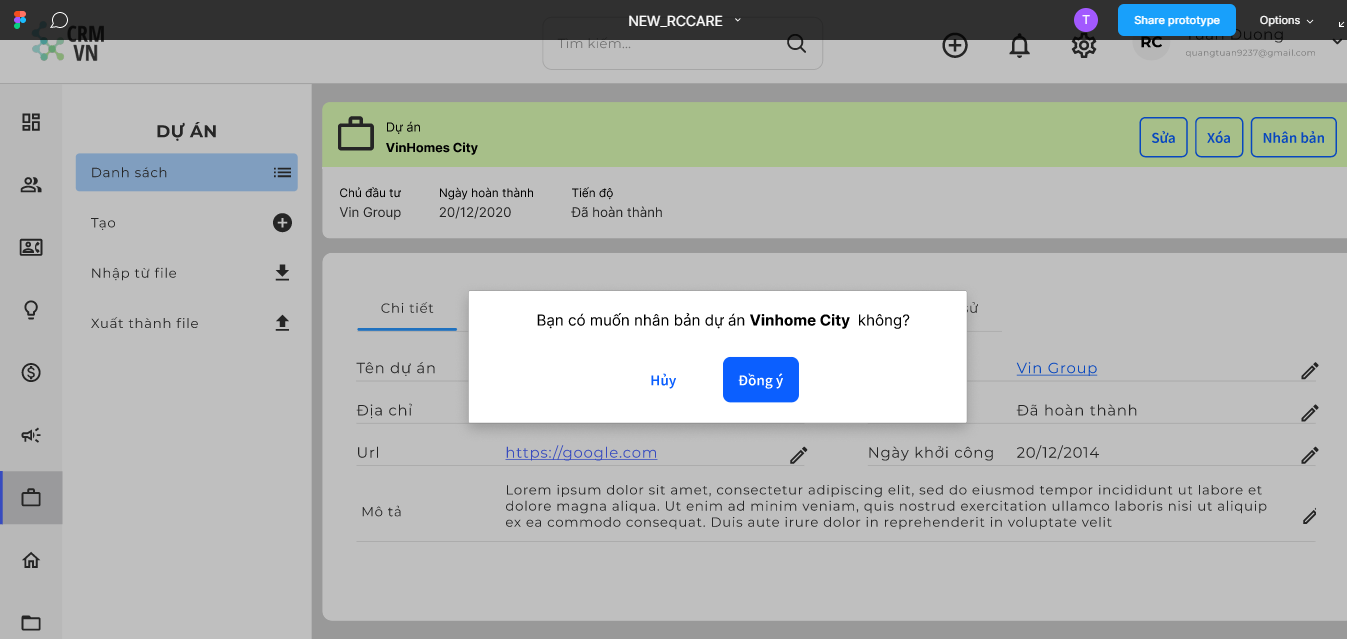 NEW_RCCARE
T
Share prototype
Options
CRM
VN
Tìm kiếm...
RC
Tuấn Dương
quangtuan9237@gmail.com
DỰ ÁN
Danh sách
Tạo
Nhập từ file
Xuất thành file
Dự án
VinHomes City
Sửa
Xóa
Nhân bản
Chủ đầu tư
Ngày hoàn thành
Tiến độ
Vin Group
20/12/2020
Đã hoàn thành
Chi tiết
sử
Bạn có muốn nhân bản dự án Vinhome City không?
Hủy
Đồng ý
Tên dự án
Vin Group
Địa chỉ
Đã hoàn thành
Url
https://google.com
Ngày khởi công
20/12/2014
Mô tả
Lorem ipsum dolor sit amet, consectetur adipiscing elit, sed do eiusmod tempor incididunt ut labore et
dolore magna aliqua. Ut enim ad minim veniam, quis nostrud exercitation ullamco laboris nisi ut aliquip
ex ea commodo consequat. Duis aute irure dolor in reprehenderit in voluptate velit